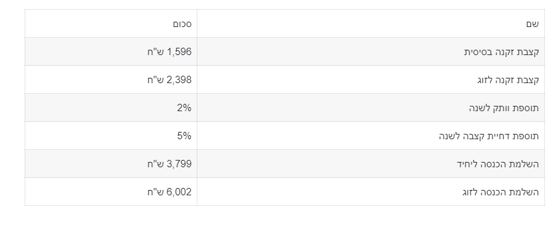 שם סכום
קצבת זקנה בסיסית 1,596 ש"ח
קצבת זקנה לזוג 2,398 ש"ח
תוספת וותק לשנה 2%
תוספת דחיית קצבה לשנה 5%
השלמת הכנסה ליחיד 3,799 ש"ח
השלמת הכנסה לזוג 6,002 ש"ח